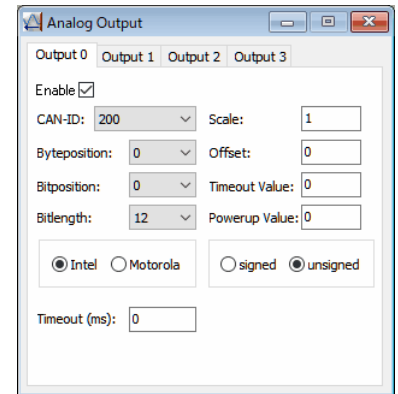 Analog Output
Output 0 Output 1 Output 2 Output 3
Enable
CAN-ID: 200 Scale: 1
Byteposition: 0 Offset: 0
Bitposition: 0 Timeout Value: 0
Bitlength: 12 Powerup Value: 0
Intel Motorola signed unsigned
Timeout (ms): 0